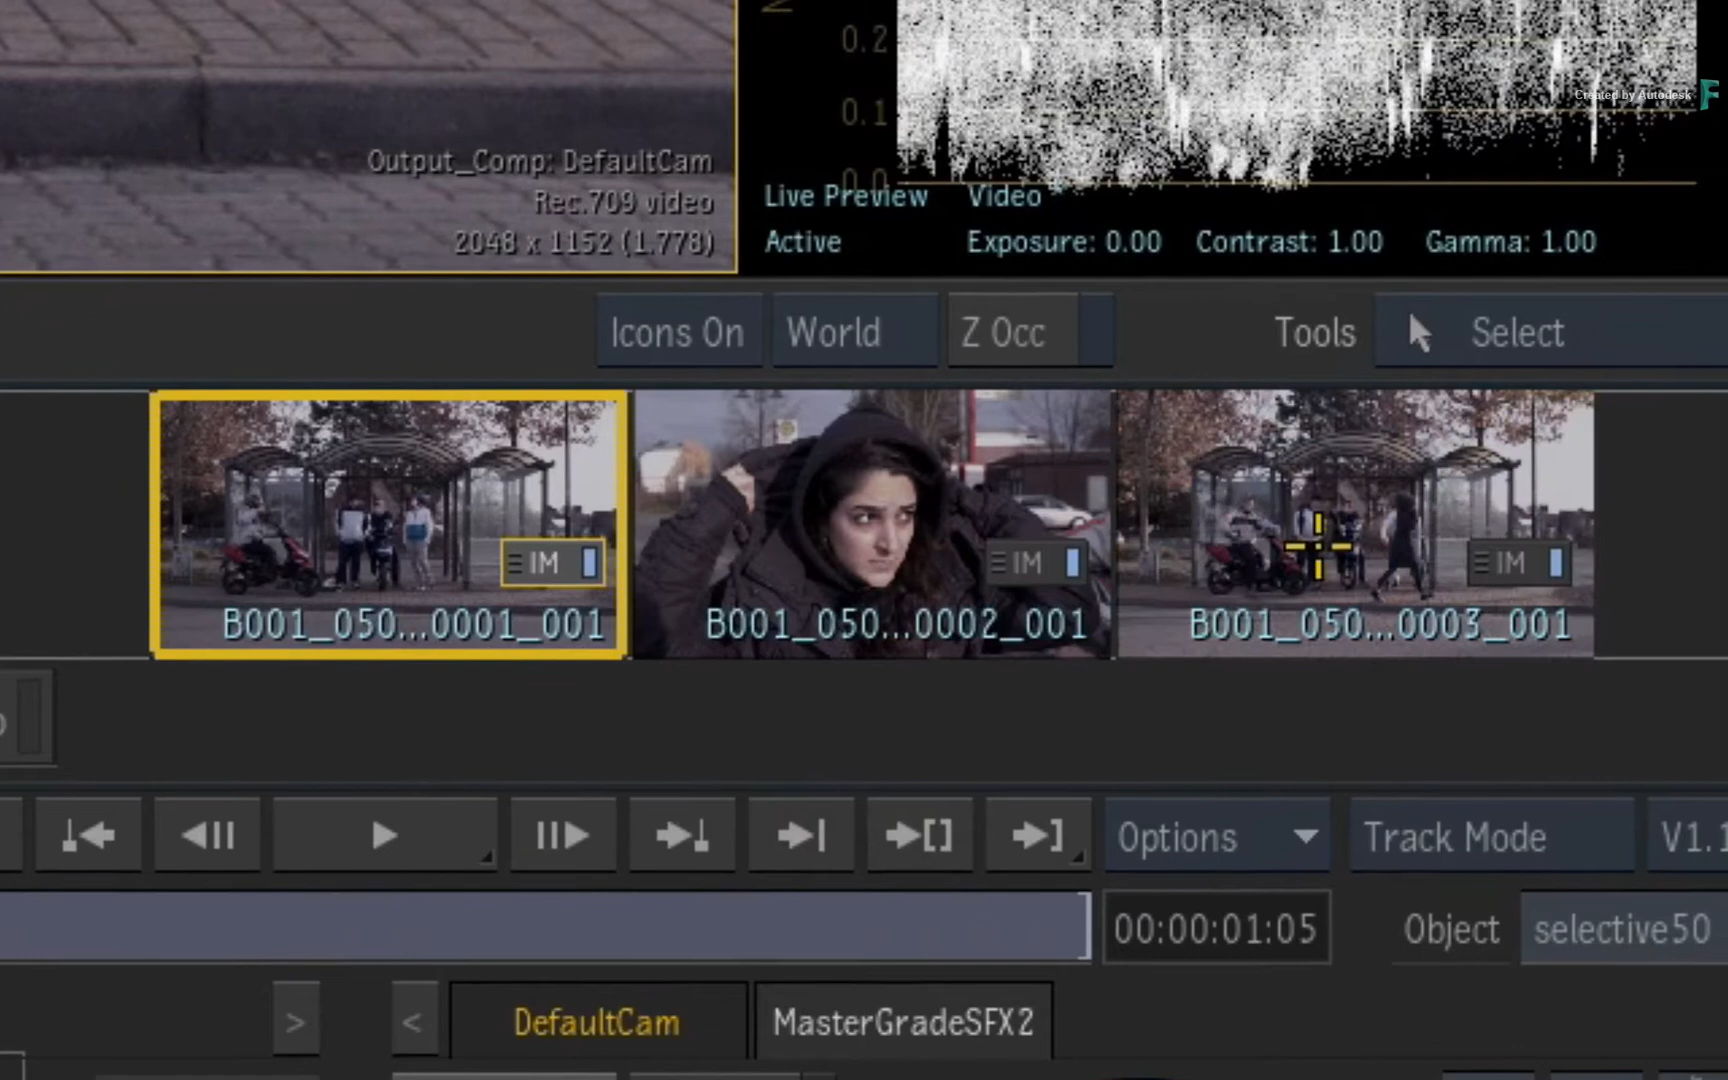 0.2
Created by Autodesk
0.1
0.0
Output_Comp: DefaultCam
Rec.709 video
2048 x 1152 (1.778)
Live Preview Video
Active Exposure: 0.00 Contrast: 1.00 Gamma: 1.00
Icons On World Z Occ Tools Select
IM IM IM
B001_050...0001_001 B001_050...0002_001 B001_050...0003_001
Options Track Mode V1.1
00:00:01:05 Object selective50
> < DefaultCam MasterGradeSFX2